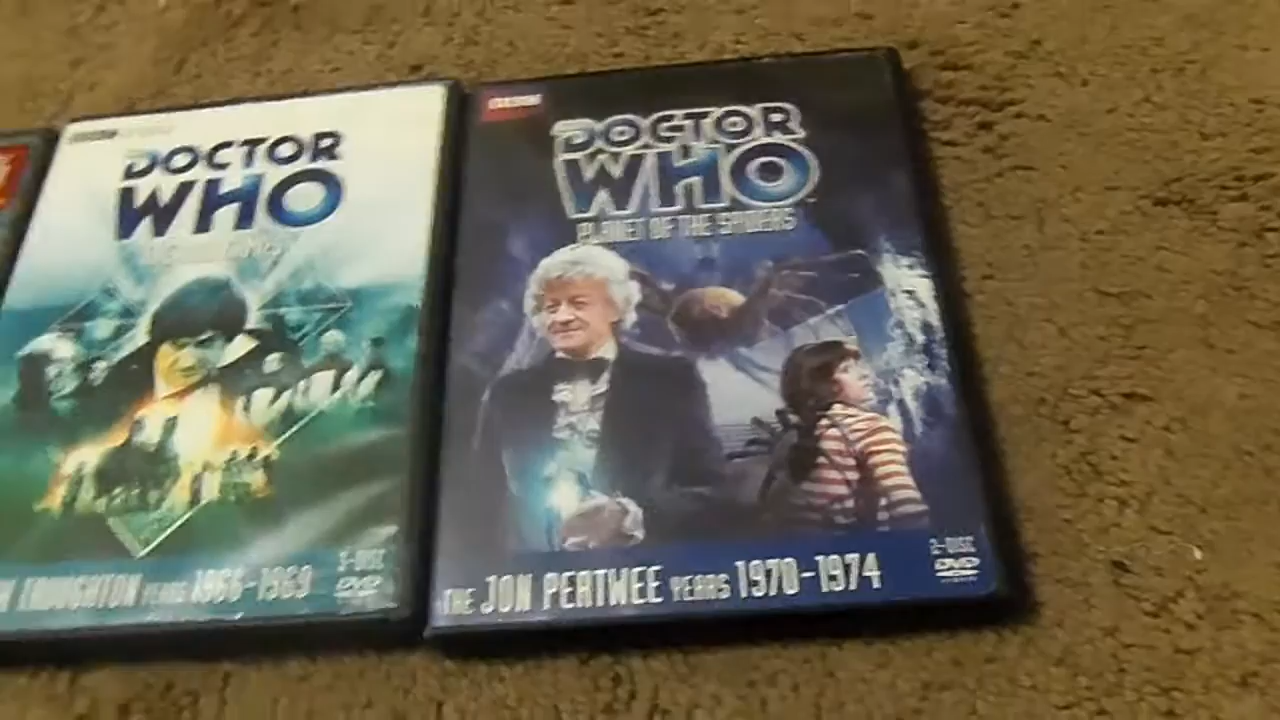 DOCTOR
WHO
TROUGHTON YEARS 1966-1969
DVD
BBC
DOCTOR
WHO
PLANET OF THE SPIDERS
THE JON PERTWEE YEARS 1970-1974
2-DISC
DVD